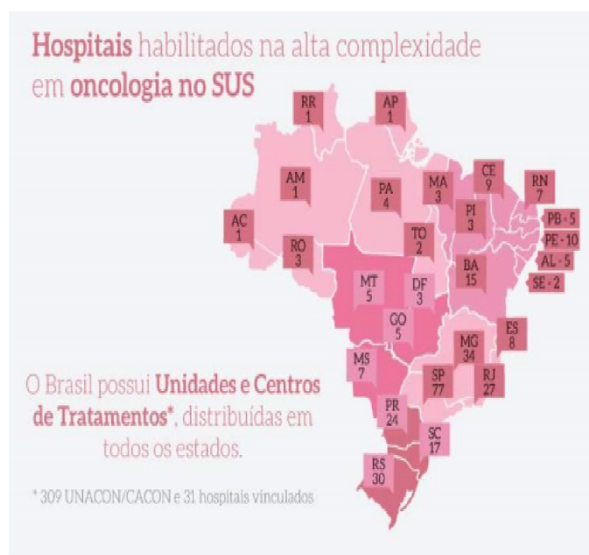 Hospitais habilitados na alta complexidade
em oncologia no SUS
RR
1
AP
1
AM
1
PA
4
MA
3
CE
9
RN
7
PI
3
PB - 5
PE - 10
AL - 5
SE - 2
AC
1
RO
3
TO
2
BA
15
MT
5
DF
3
GO
5
ES
8
MG
34
MS
7
SP
77
RJ
27
PR
24
SC
17
RS
30
O Brasil possui Unidades e Centros
de Tratamentos*, distribuídas em
todos os estados.
* 309 UNACON/CACON e 31 hospitais vinculados